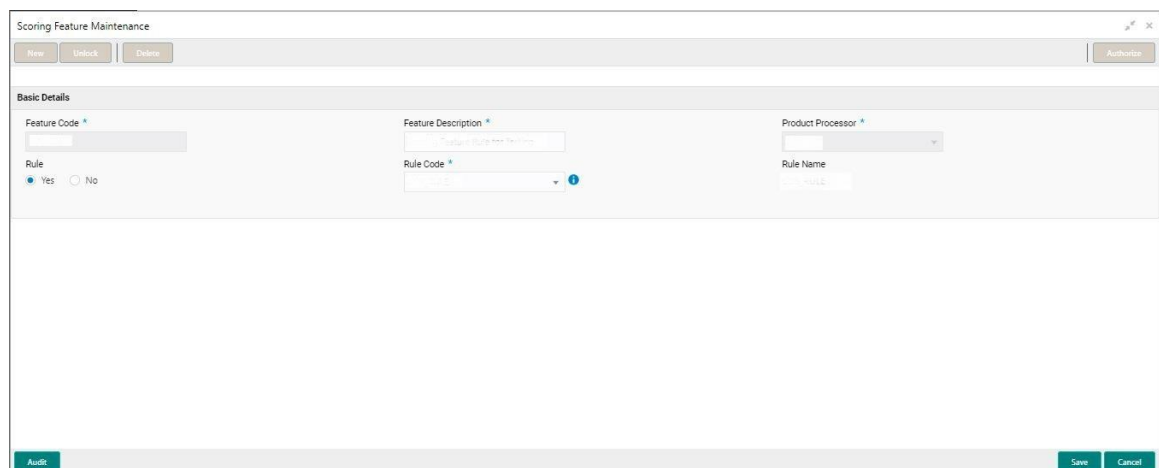 Scoring Feature Maintenance
New Unlock Delete Authorize
Basic Details
Feature Code * Feature Description * Product Processor *
Rule Rule Code * Rule Name
Yes No
Audit Save Cancel